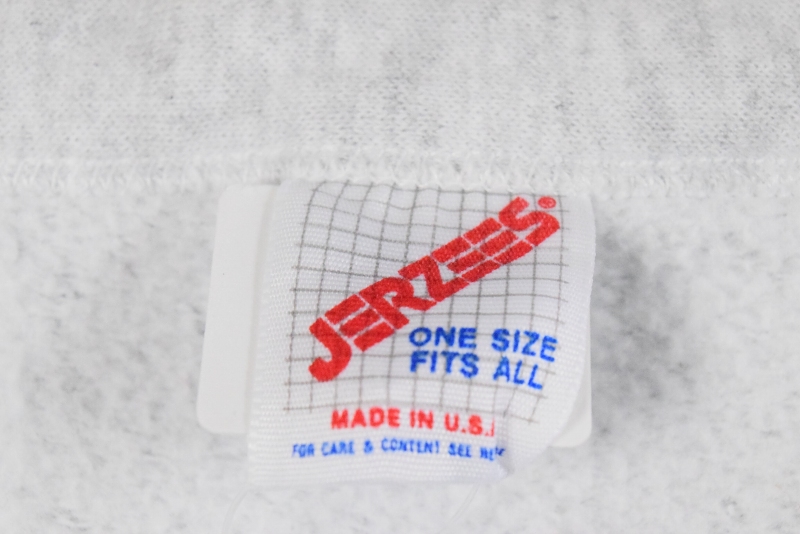 JERZEES®
ONE SIZE
FITS ALL
MADE IN U.S.
FOR CARE & CONTENT SEE